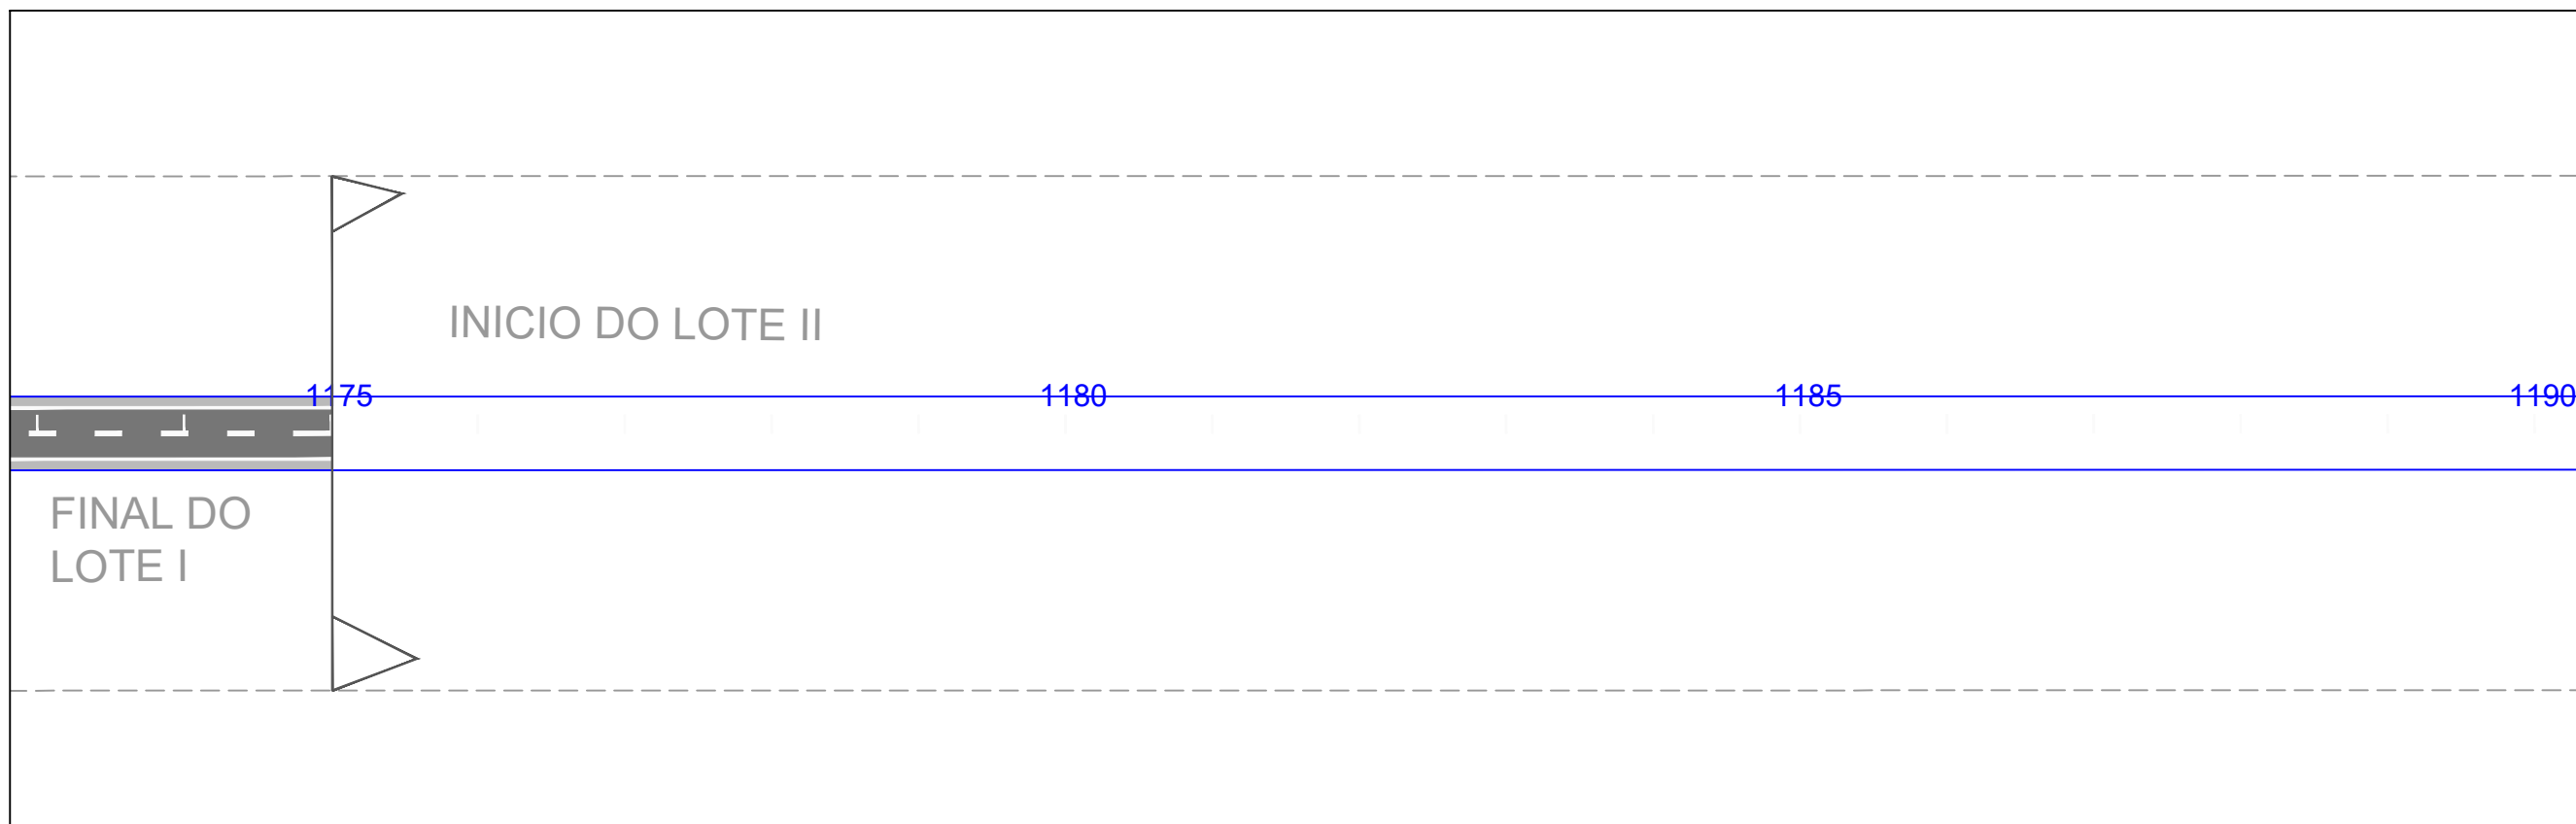 INICIO DO LOTE II
1175
1180
1185
1190
FINAL DO
LOTE I